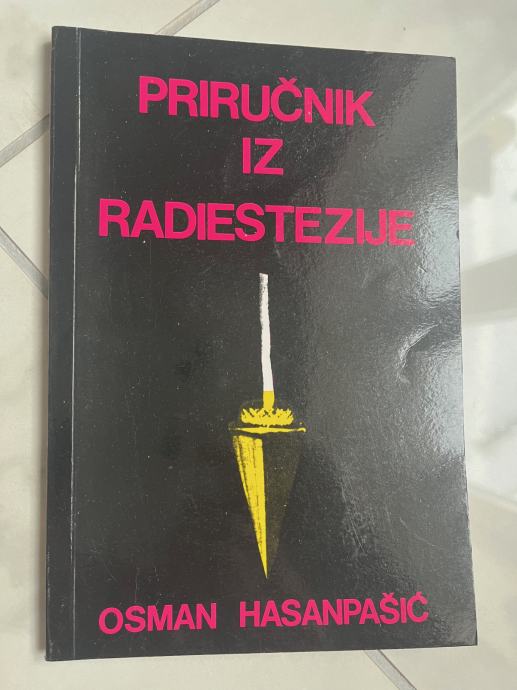 PRIRUČNIK
IZ
RADIESTEZIJE
OSMAN HASANPAŠIĆ